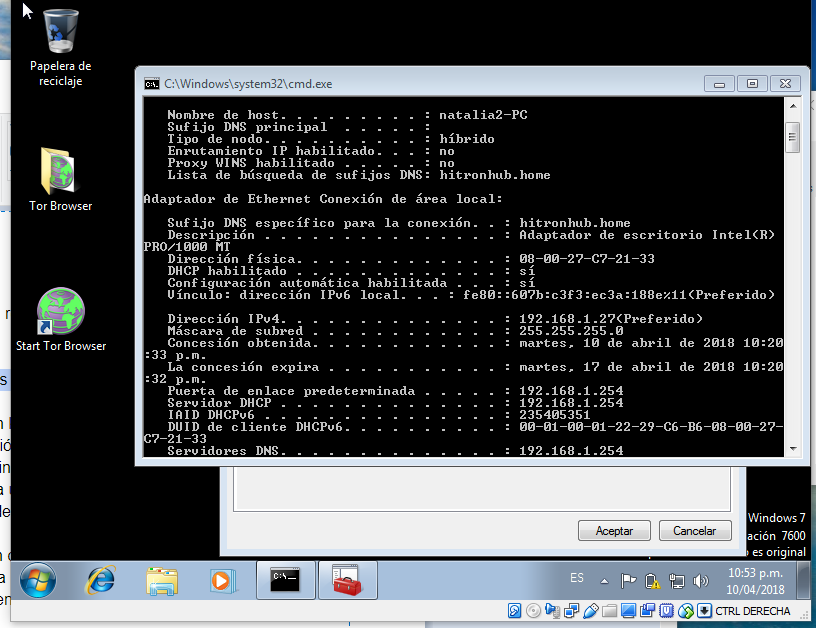 Papelera de
reciclaje
Tor Browser
Start Tor Browser
C:\Windows\system32\cmd.exe
Nombre de host. . . . . . . . . : natalia2-PC
Sufijo DNS principal . . . . . :
Tipo de nodo. . . . . . . . . . : híbrido
Enrutamiento IP habilitado. . . : no
Proxy WINS habilitado . . . . . : no
Lista de búsqueda de sufijos DNS: hitronhub.home
Adaptador de Ethernet Conexión de área local:
Sufijo DNS específico para la conexión. . : hitronhub.home
Descripción . . . . . . . . . . . . . . . : Adaptador de escritorio Intel(R)
PRO/1000 MT
Dirección física. . . . . . . . . . . . . : 08-00-27-C7-21-33
DHCP habilitado . . . . . . . . . . . . . : sí
Configuración automática habilitada . . . : sí
Vínculo: dirección IPv6 local. . . : fe80::607b:c3f3:ec3a:188e%11(Preferido)
Dirección IPv4. . . . . . . . . . . . . . : 192.168.1.27(Preferido)
Máscara de subred . . . . . . . . . . . . : 255.255.255.0
Concesión obtenida. . . . . . . . . . . . : martes, 10 de abril de 2018 10:20
:33 p.m.
La concesión expira . . . . . . . . . . . : martes, 17 de abril de 2018 10:20
:32 p.m.
Puerta de enlace predeterminada . . . . . : 192.168.1.254
Servidor DHCP . . . . . . . . . . . . . . : 192.168.1.254
IAID DHCPv6 . . . . . . . . . . . . . . . : 235405351
DUID de cliente DHCPv6. . . . . . . . . . : 00-01-00-01-22-29-C6-B6-08-00-27-
C7-21-33
Servidores DNS. . . . . . . . . . . . . . : 192.168.1.254
Aceptar
Cancelar
Windows 7
7600
es original
C:\_
ES
10:53 p.m.
10/04/2018
CTRL DERECHA